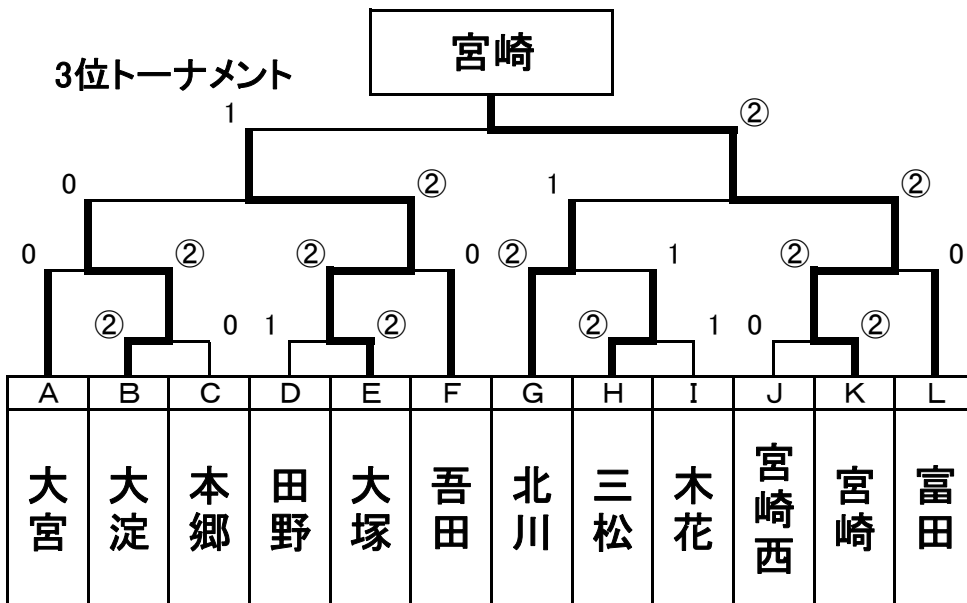 宮崎
3位トーナメント
1 ②
0 ② 1 ②
0 ② ② 0 ② 1 ② 0
② 0 1 ② ② 1 0 ②
A B C D E F G H I J K L
大宮 大淀 本郷 田野 大塚 吾田 北川 三松 木花 宮崎西 宮崎 富田